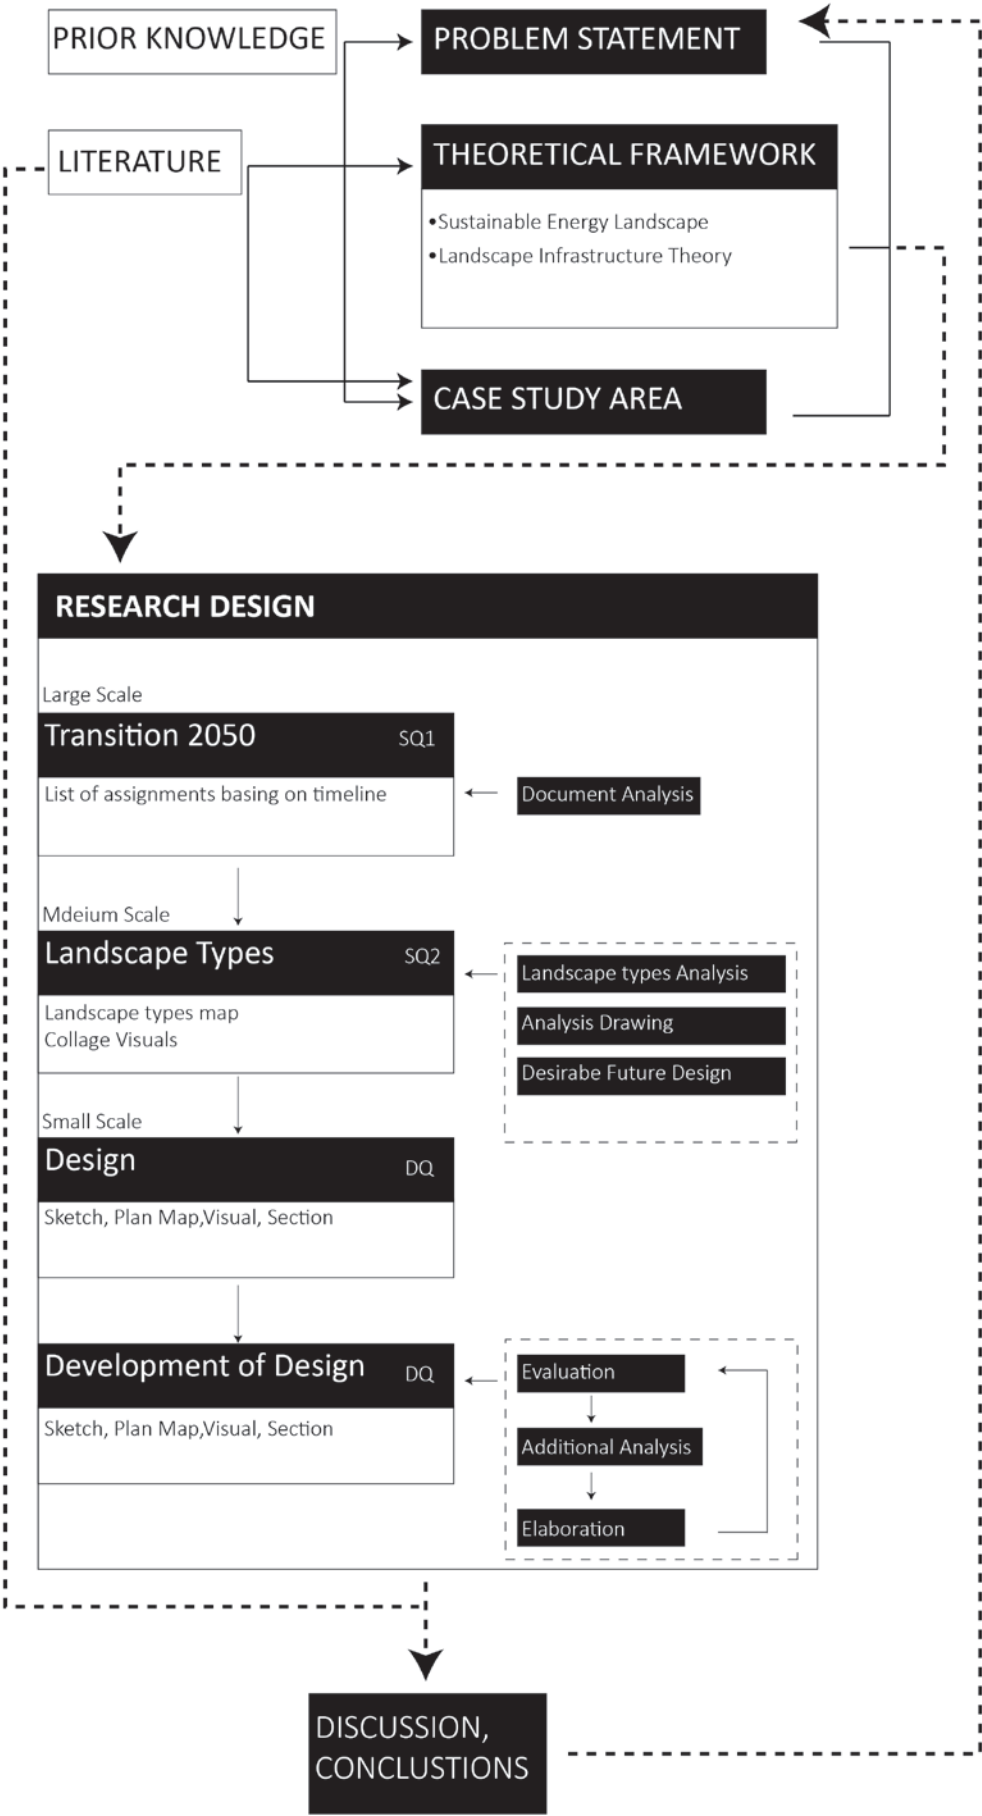 PRIOR KNOWLEDGE
PROBLEM STATEMENT
LITERATURE
THEORETICAL FRAMEWORK
•Sustainable Energy Landscape
•Landscape Infrastructure Theory
CASE STUDY AREA
RESEARCH DESIGN
Large Scale
Transition 2050 SQ1
List of assignments basing on timeline
Document Analysis
Mdeium Scale
Landscape Types SQ2
Landscape types map
Collage Visuals
Landscape types Analysis
Analysis Drawing
Desirabe Future Design
Small Scale
Design DQ
Sketch, Plan Map,Visual, Section
Development of Design DQ
Sketch, Plan Map,Visual, Section
Evaluation
Additional Analysis
Elaboration
DISCUSSION,
CONCLUSTIONS